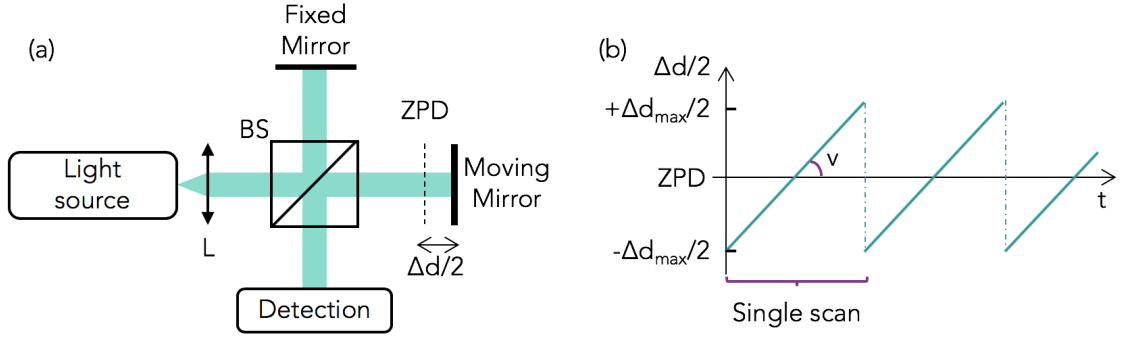 (a)
Fixed
Mirror
BS
ZPD
Light
source
Moving
Mirror
L
Δd/2
Detection
(b)
Δd/2
+Δdmax/2
v
ZPD
t
-Δdmax/2
Single scan